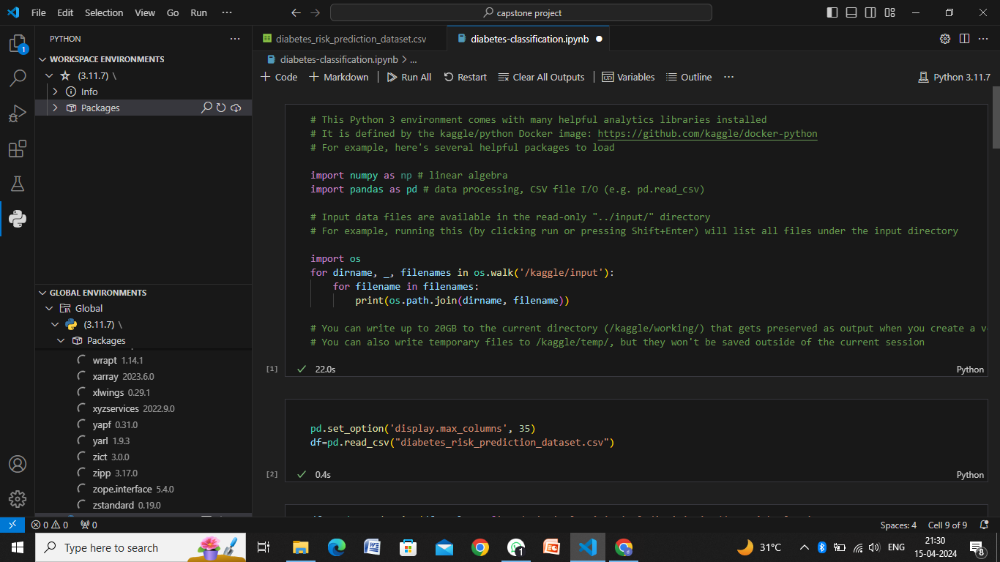 File Edit Selection View Go Run ···
capstone project
PYTHON
WORKSPACE ENVIRONMENTS
(3.11.7) \
Info
Packages
GLOBAL ENVIRONMENTS
Global
(3.11.7) \
Packages
wrapt 1.14.1
xarray 2023.6.0
xlwings 0.29.1
xyzservices 2022.9.0
yapf 0.31.0
yarl 1.9.3
zict 3.0.0
zipp 3.17.0
zope.interface 5.4.0
zstandard 0.19.0
diabetes_risk_prediction_dataset.csv diabetes-classification.ipynb
diabetes-classification.ipynb > ...
+ Code + Markdown Run All Restart Clear All Outputs Variables Outline ··· Python 3.11.7
# This Python 3 environment comes with many helpful analytics libraries installed
# It is defined by the kaggle/python Docker image: https://github.com/kaggle/docker-python
# For example, here's several helpful packages to load
import numpy as np # linear algebra
import pandas as pd # data processing, CSV file I/O (e.g. pd.read_csv)
# Input data files are available in the read-only "../input/" directory
# For example, running this (by clicking run or pressing Shift+Enter) will list all files under the input directory
import os
for dirname, _, filenames in os.walk('/kaggle/input'):
    for filename in filenames:
        print(os.path.join(dirname, filename))
# You can write up to 20GB to the current directory (/kaggle/working/) that gets preserved as output when you create a v
# You can also write temporary files to /kaggle/temp/, but they won't be saved outside of the current session
[1] 22.0s Python
pd.set_option('display.max_columns', 35)
df=pd.read_csv("diabetes_risk_prediction_dataset.csv")
[2] 0.4s Python
0 0 0 Spaces: 4 Cell 9 of 9
Type here to search
31°C ENG 21:30
15-04-2024 8